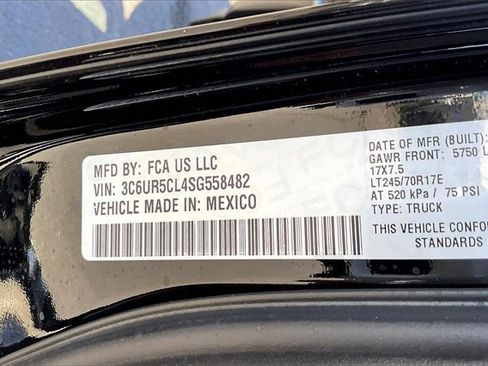 MFD BY: FCA US LLC
VIN: 3C6UR5CL4SG558482
VEHICLE MADE IN: MEXICO
DATE OF MFR (BUILT):
GAWR FRONT: 5750 L
17X7.5
LT245/70R17E
AT 520 kPa / 75 PSI
TYPE: TRUCK
THIS VEHICLE CONFOR
STANDARDS